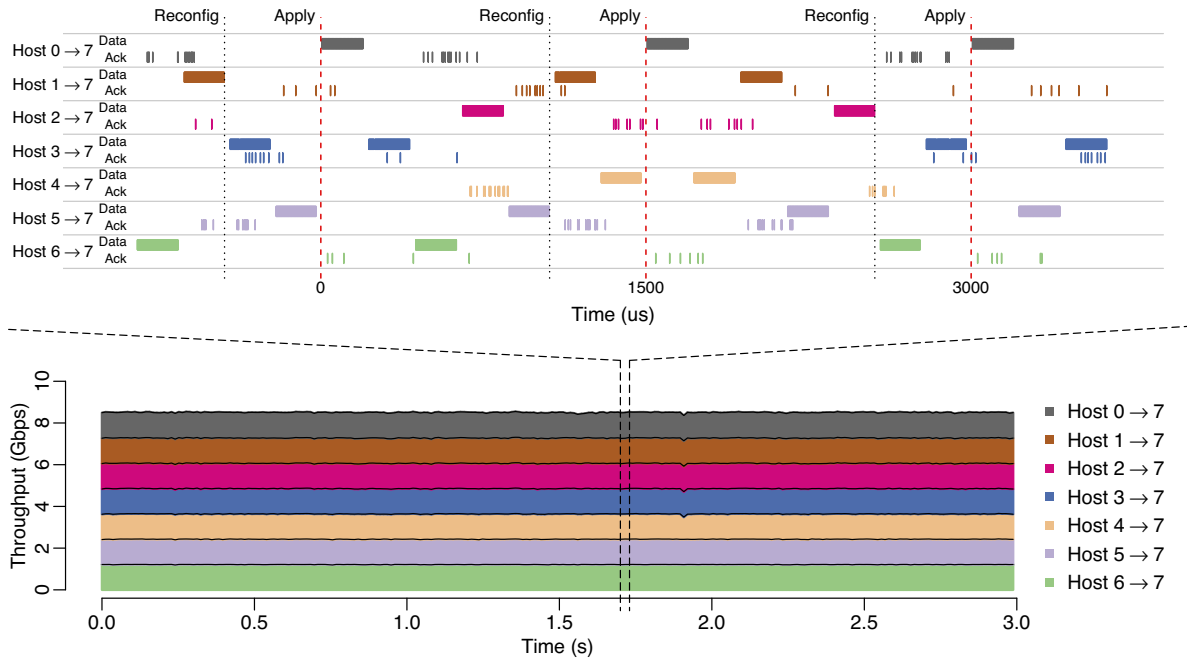 Reconfig Apply Reconfig Apply Reconfig Apply
Host 0 → 7 Data
Ack
Host 1 → 7 Data
Ack
Host 2 → 7 Data
Ack
Host 3 → 7 Data
Ack
Host 4 → 7 Data
Ack
Host 5 → 7 Data
Ack
Host 6 → 7 Data
Ack
0 1500 3000
Time (us)
Throughput (Gbps)
10
8
6
4
2
0
0.0 0.5 1.0 1.5 2.0 2.5 3.0
Time (s)
Host 0 → 7
Host 1 → 7
Host 2 → 7
Host 3 → 7
Host 4 → 7
Host 5 → 7
Host 6 → 7